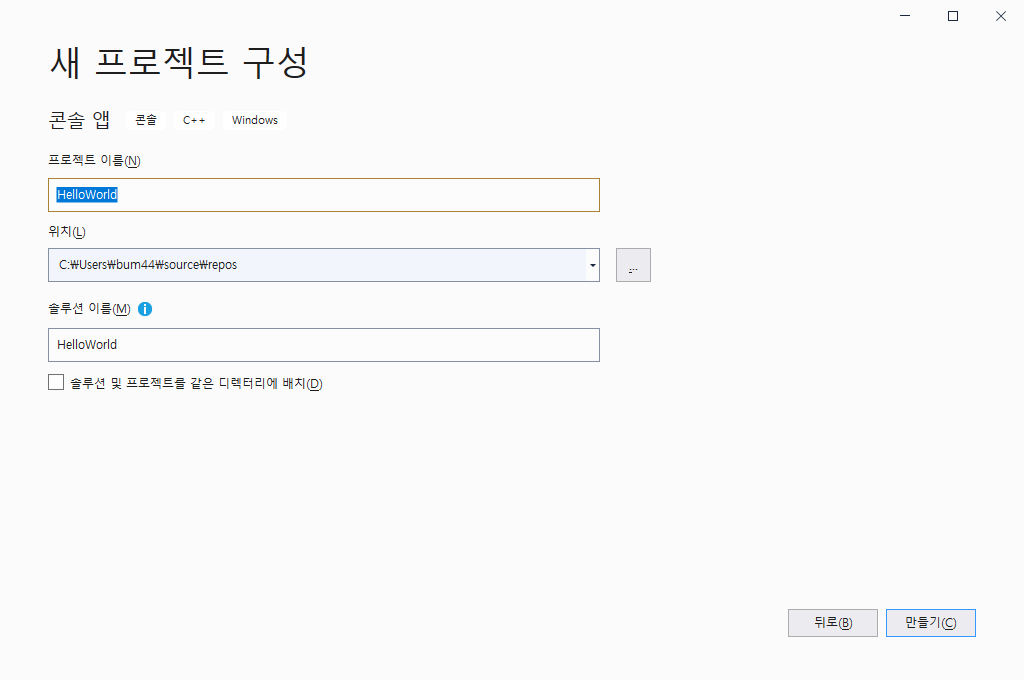 새 프로젝트 구성
콘솔 앱 콘솔 C++ Windows
프로젝트 이름(N)
HelloWorld
위치(L)
C:₩Users₩bum44₩source₩repos
...
솔루션 이름(M)
HelloWorld
솔루션 및 프로젝트를 같은 디렉터리에 배치(D)
뒤로(B) 만들기(C)